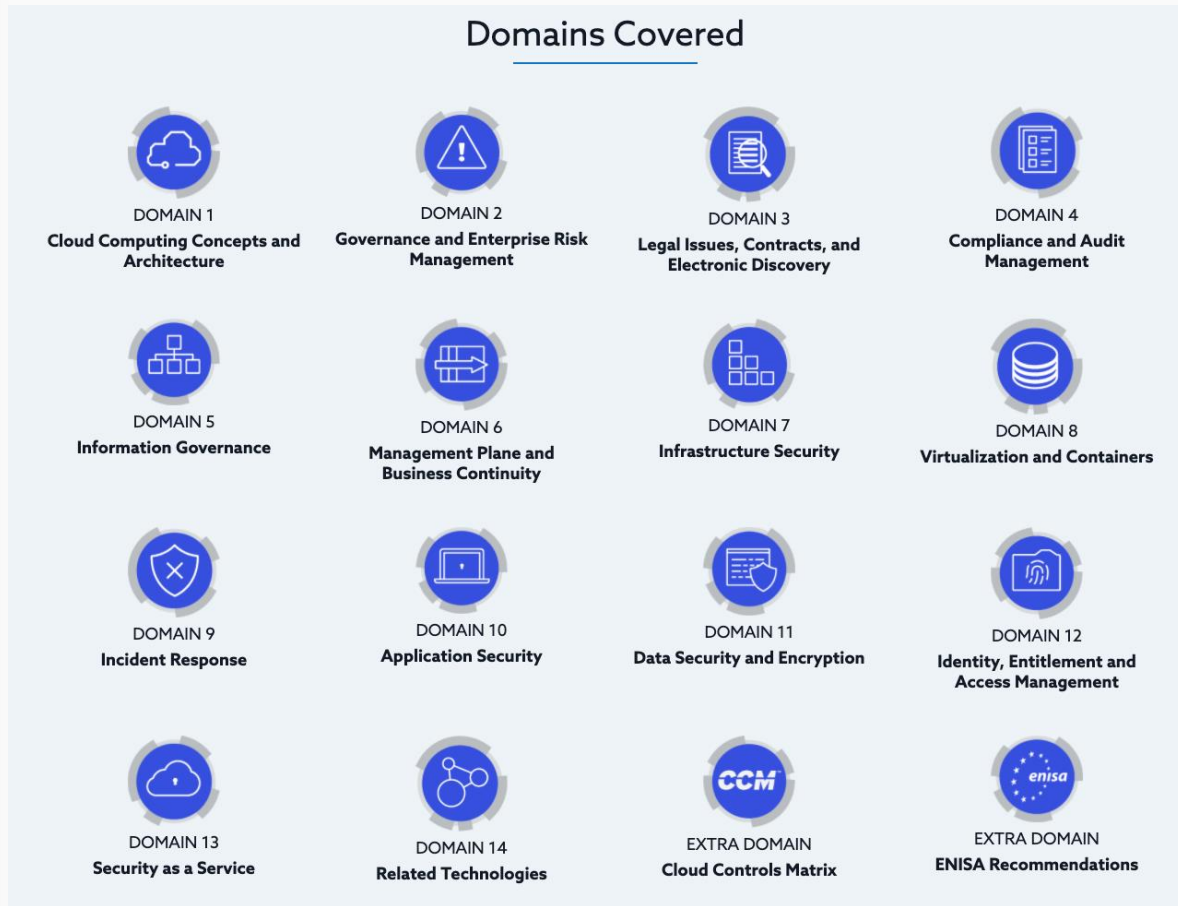 Domains Covered
DOMAIN 1
Cloud Computing Concepts and
Architecture
DOMAIN 2
Governance and Enterprise Risk
Management
DOMAIN 3
Legal Issues, Contracts, and
Electronic Discovery
DOMAIN 4
Compliance and Audit
Management
DOMAIN 5
Information Governance
DOMAIN 6
Management Plane and
Business Continuity
DOMAIN 7
Infrastructure Security
DOMAIN 8
Virtualization and Containers
DOMAIN 9
Incident Response
DOMAIN 10
Application Security
DOMAIN 11
Data Security and Encryption
DOMAIN 12
Identity, Entitlement and
Access Management
DOMAIN 13
Security as a Service
DOMAIN 14
Related Technologies
CCM
EXTRA DOMAIN
Cloud Controls Matrix
enisa
EXTRA DOMAIN
ENISA Recommendations